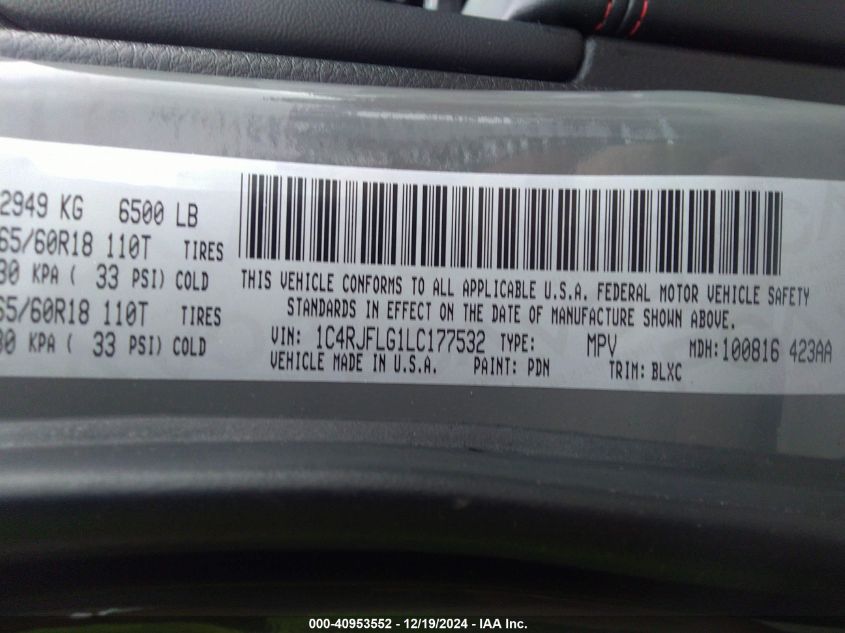 2949 KG 6500 LB
65/60R18 110T TIRES
30 KPA ( 33 PSI) COLD
65/60R18 110T TIRES
30 KPA ( 33 PSI) COLD
THIS VEHICLE CONFORMS TO ALL APPLICABLE U.S.A. FEDERAL MOTOR VEHICLE SAFETY
STANDARDS IN EFFECT ON THE DATE OF MANUFACTURE SHOWN ABOVE.
VIN: 1C4RJFLG1LC177532 TYPE: MPV MDH:100816 423AA
VEHICLE MADE IN U.S.A. PAINT: PDN TRIM: BLXC
000-40953552 - 12/19/2024 - IAA Inc.